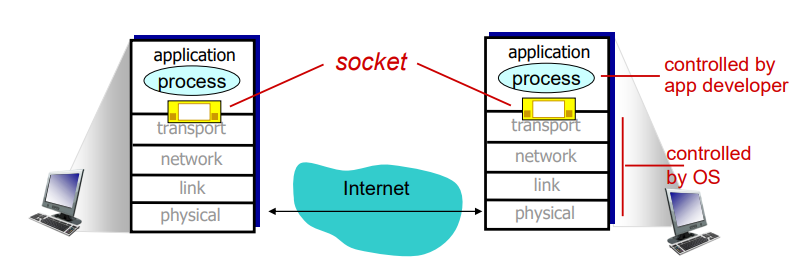 application
process
transport
network
link
physical
socket
Internet
application
process
transport
network
link
physical
controlled by
app developer
controlled
by OS